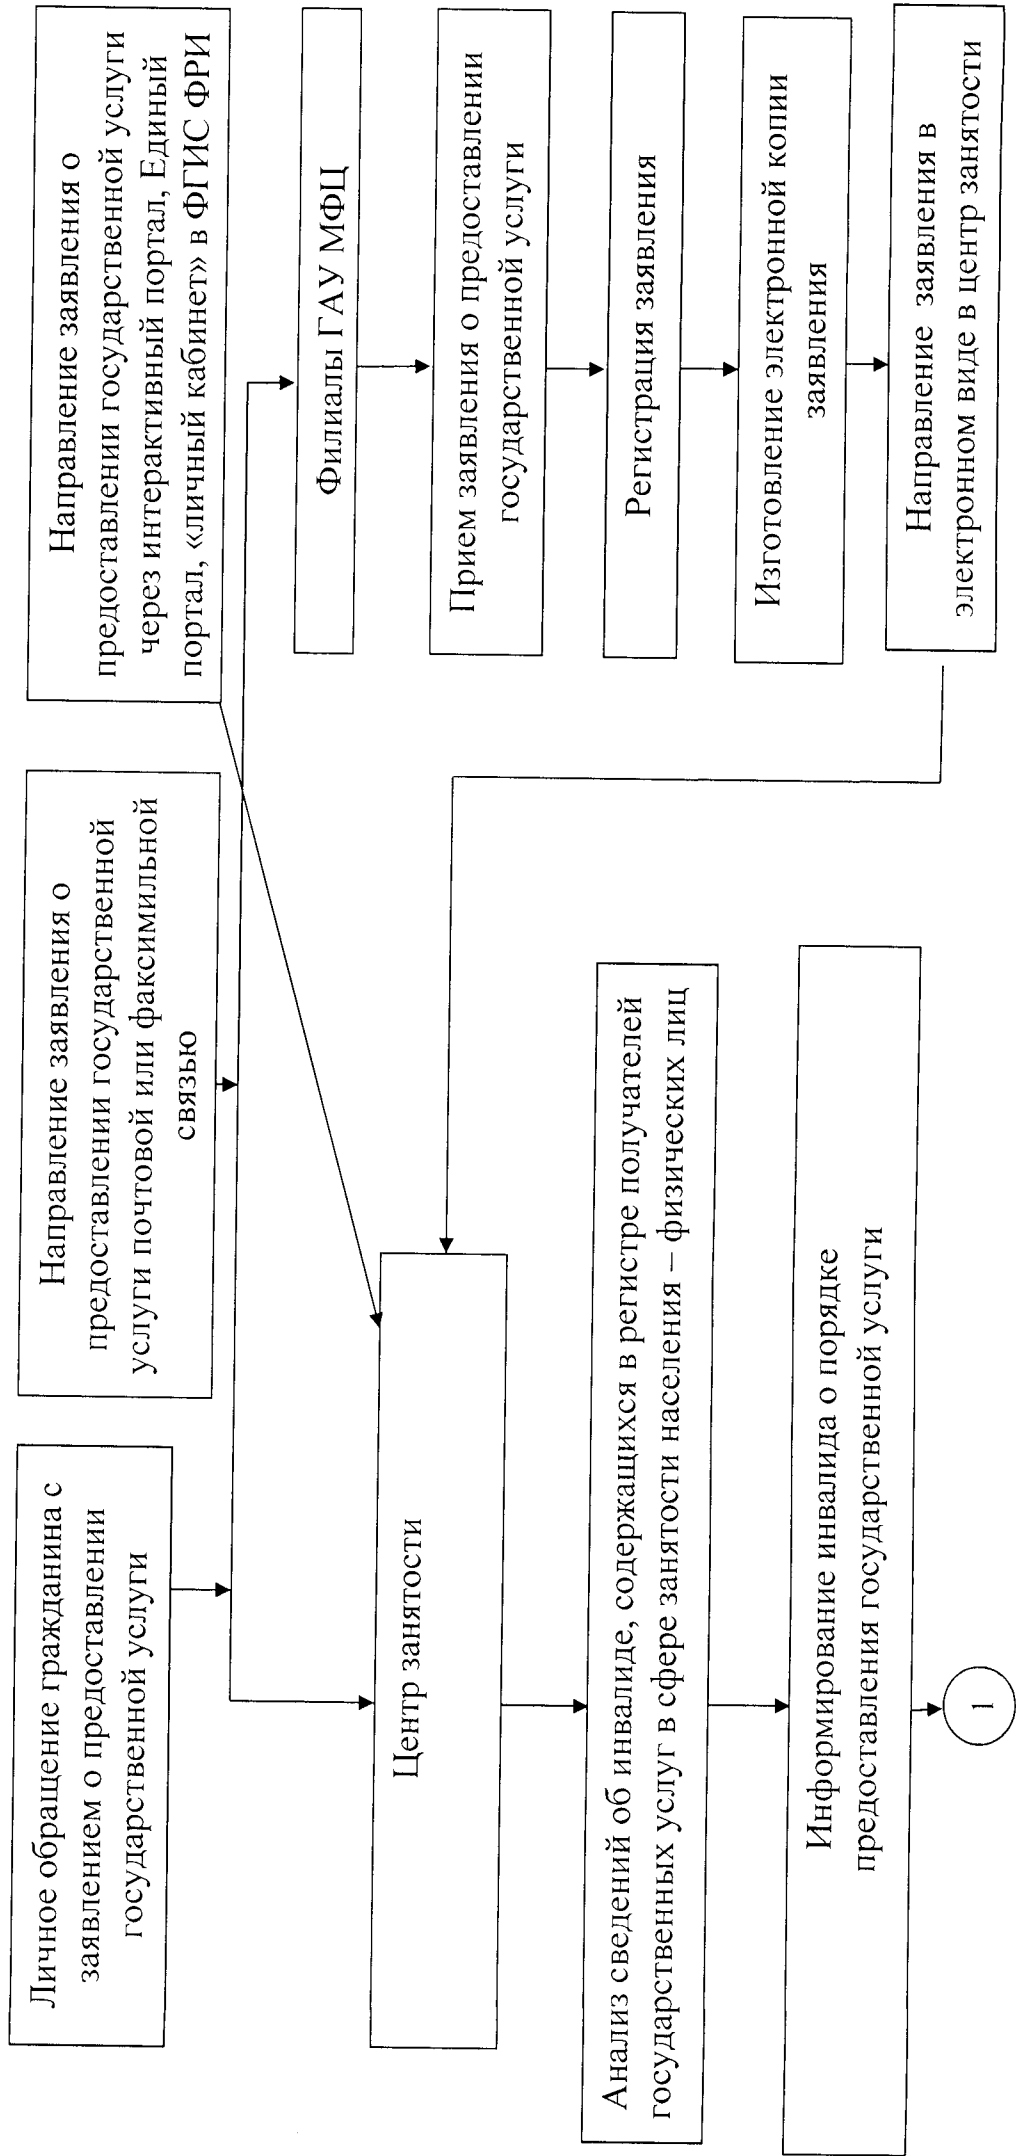 Личное обращение гражданина с
заявлением о предоставлении
государственной услуги
Направление заявления о
предоставлении государственной
услуги почтовой или факсимильной
связью
Направление заявления о
предоставлении государственной услуги
через интерактивный портал, Единый
портал, «личный кабинет» в ФГИС ФРИ
Филиалы ГАУ МФЦ
Прием заявления о предоставлении
государственной услуги
Регистрация заявления
Изготовление электронной копии
заявления
Направление заявления в
электронном виде в центр занятости
Центр занятости
Анализ сведений об инвалиде, содержащихся в регистре получателей
государственных услуг в сфере занятости населения – физических лиц
Информирование инвалида о порядке
предоставления государственной услуги
1